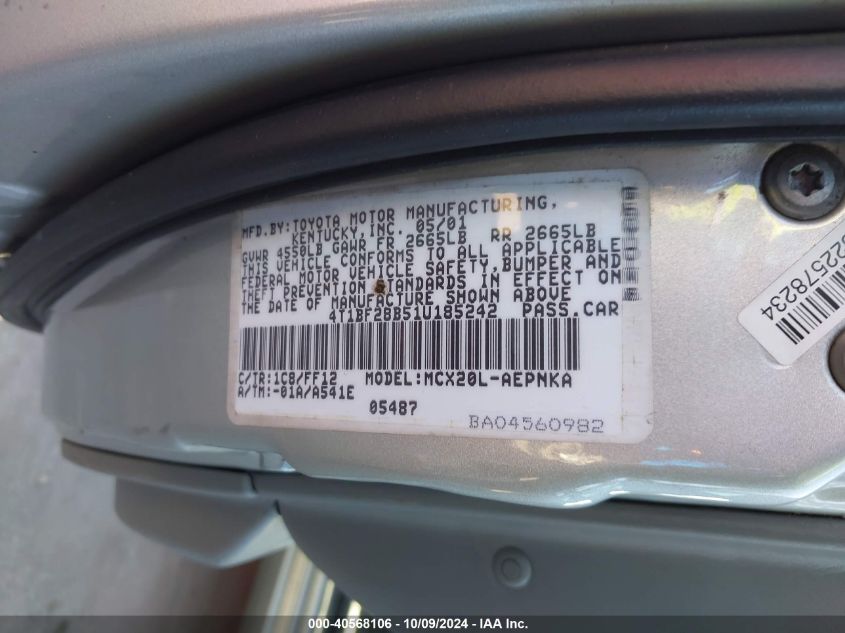 MFD.BY:TOYOTA MOTOR MANUFACTURING,
KENTUCKY,INC. 05/01
GVWR 4550LB GAWR FR 2665LB RR 2665LB
THIS VEHICLE CONFORMS TO ALL APPLICABLE
FEDERAL MOTOR VEHICLE SAFETY,BUMPER AND
THEFT PREVENTION STANDARDS IN EFFECT ON
THE DATE OF MANUFACTURE SHOWN ABOVE
4T1BF28B51U185242 PASS.CAR
C/TR:1C8/FF12 MODEL:MCX20L-AEPNKA
A/TM:-01A/A541E
05487
BA04560982
22578234
000-40568106 - 10/09/2024 - IAA Inc.